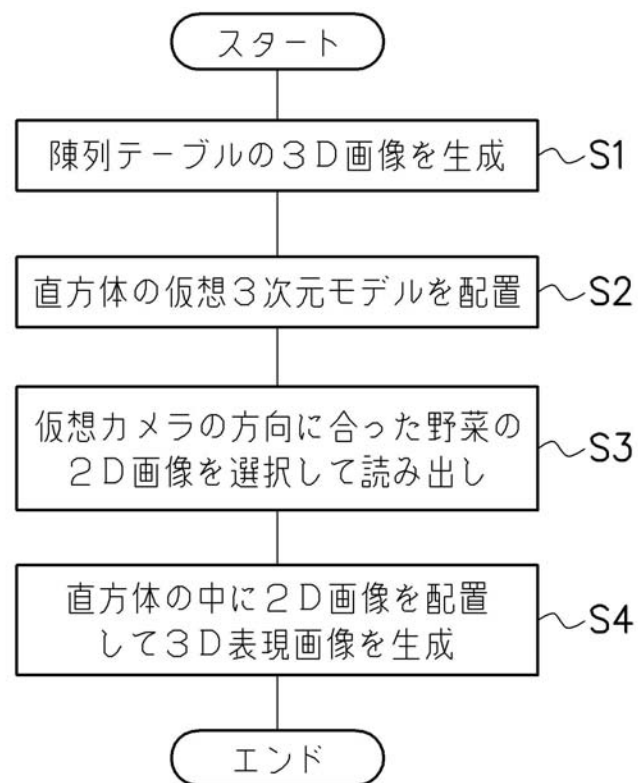 スタート
陳列テーブルの３Ｄ画像を生成
S1
直方体の仮想３次元モデルを配置
S2
仮想カメラの方向に合った野菜の
２Ｄ画像を選択して読み出し
S3
直方体の中に２Ｄ画像を配置
して３Ｄ表現画像を生成
S4
エンド